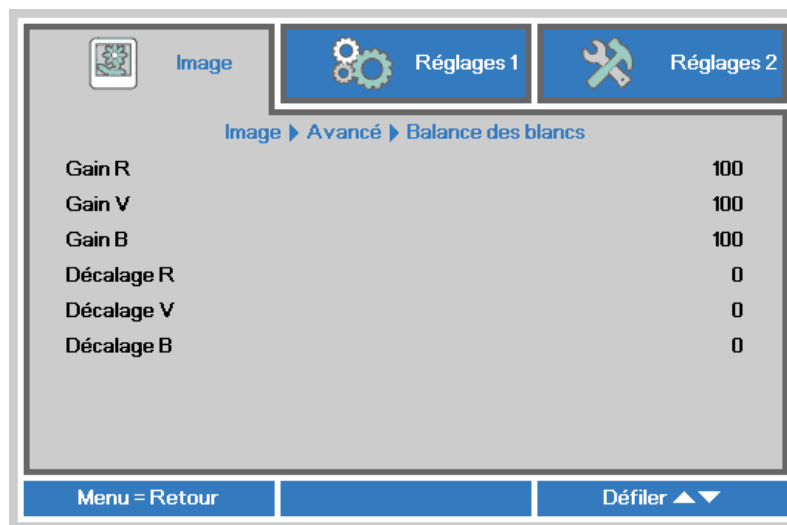 Image
Réglages 1
Réglages 2
Image ▶ Avancé ▶ Balance des blancs
Gain R 100
Gain V 100
Gain B 100
Décalage R 0
Décalage V 0
Décalage B 0
Menu = Retour
Défiler ▲▼